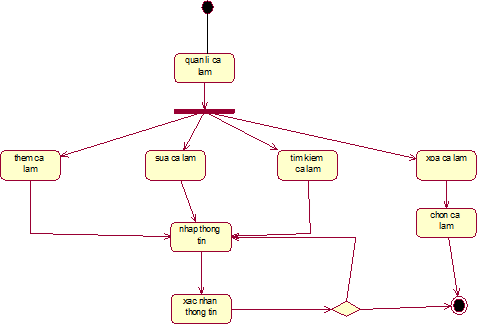 quan li ca
lam
them ca
lam
sua ca lam
tim kiem
ca lam
xoa ca lam
nhap thong
tin
chon ca
lam
xac nhan
thong tin